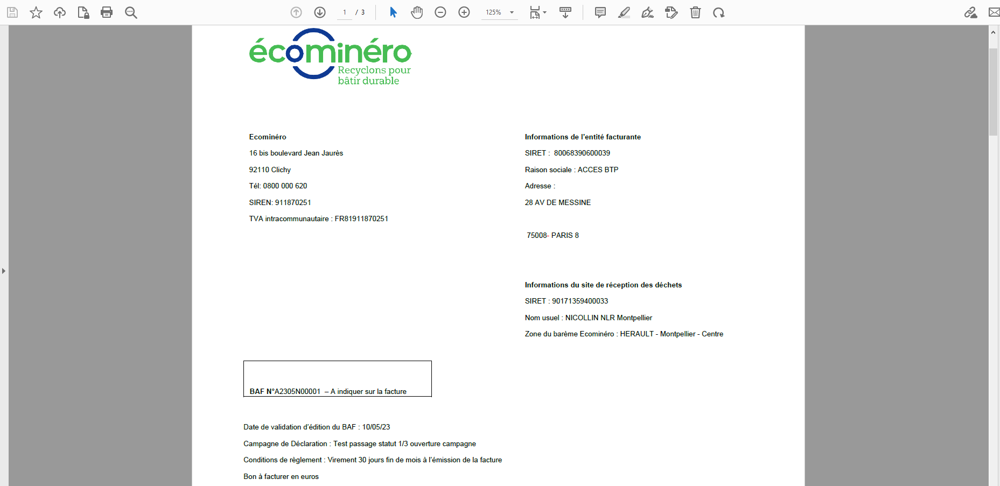 1 / 3
125%
écominéro
Recyclons pour
bâtir durable
Ecominéro
16 bis boulevard Jean Jaurès
92110 Clichy
Tél: 0800 000 620
SIREN: 911870251
TVA intracommunautaire : FR81911870251
Informations de l’entité facturante
SIRET : 80068390600039
Raison sociale : ACCES BTP
Adresse :
28 AV DE MESSINE
75008- PARIS 8
Informations du site de réception des déchets
SIRET : 90171359400033
Nom usuel : NICOLLIN NLR Montpellier
Zone du barème Ecominéro : HERAULT - Montpellier - Centre
BAF N°A2305N00001 – A indiquer sur la facture
Date de validation d’édition du BAF : 10/05/23
Campagne de Déclaration : Test passage statut 1/3 ouverture campagne
Conditions de règlement : Virement 30 jours fin de mois à l’émission de la facture
Bon à facturer en euros